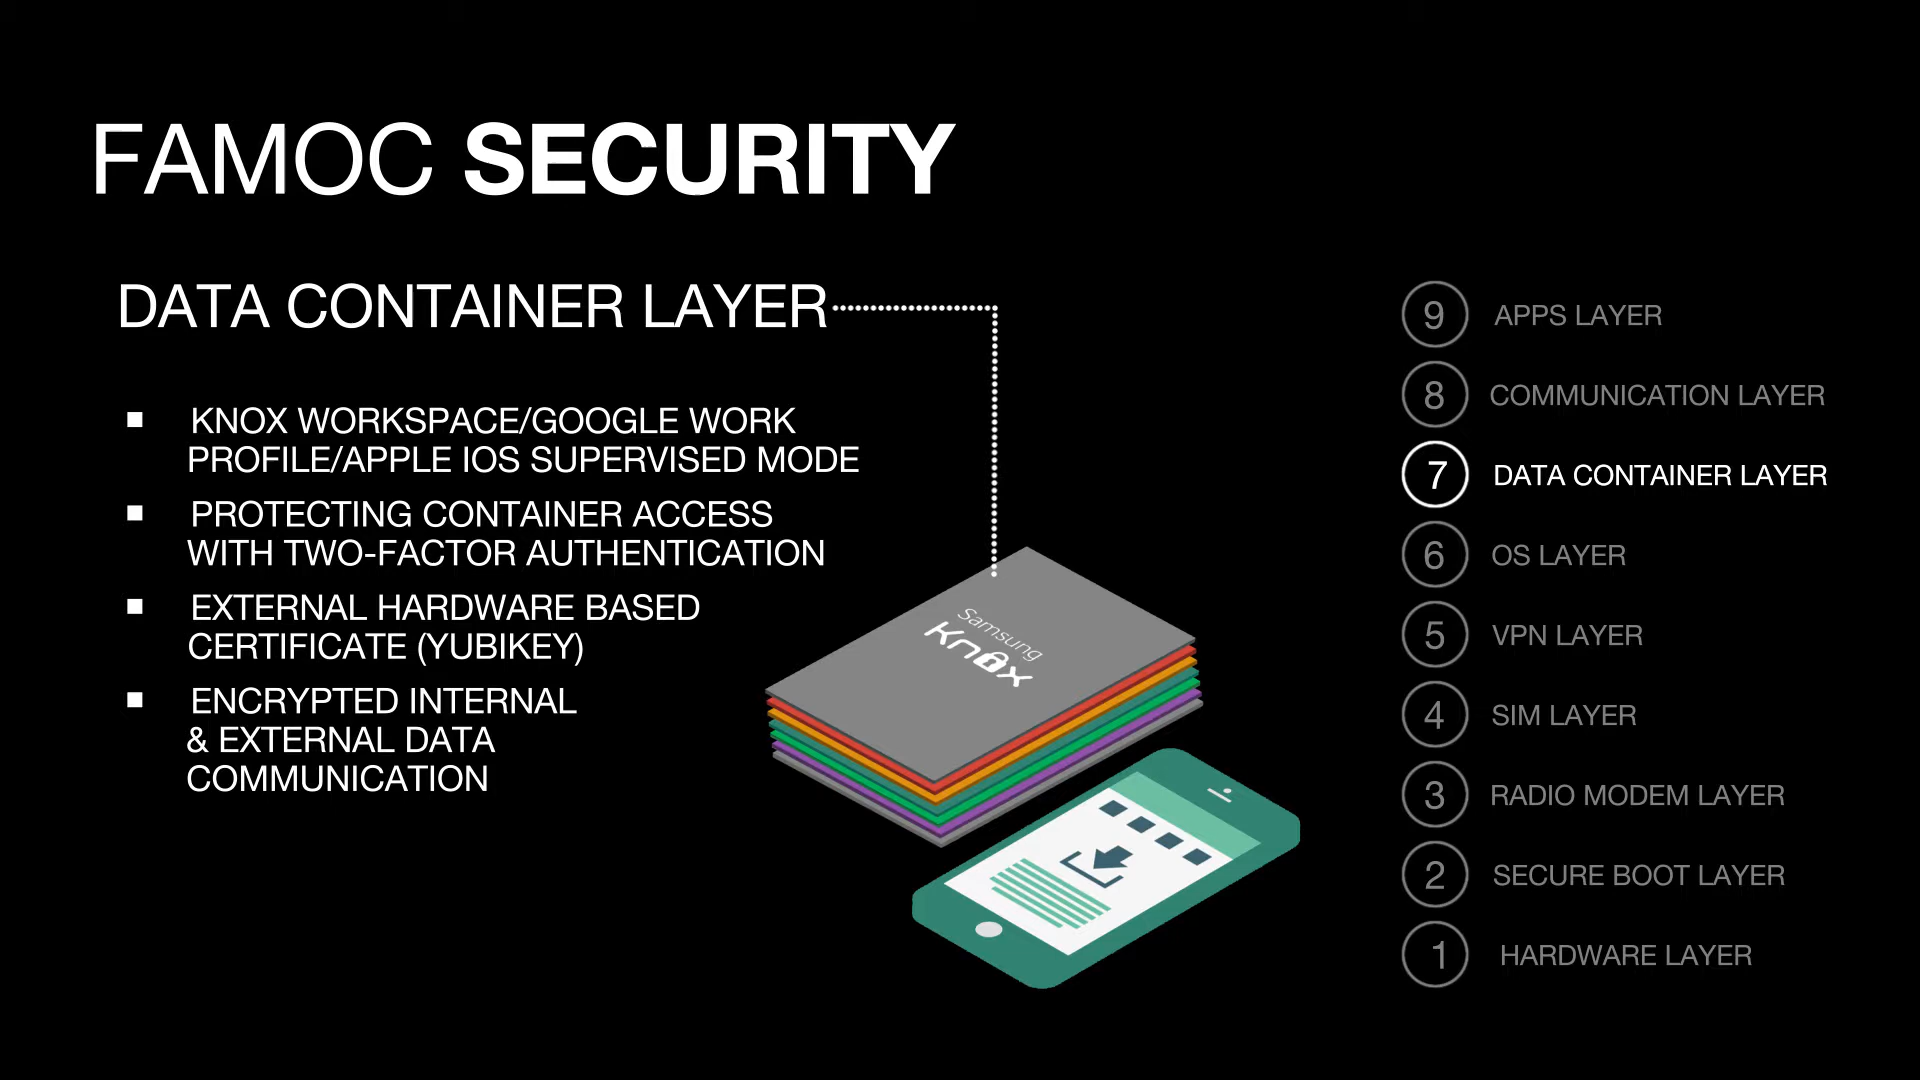 FAMOC SECURITY
DATA CONTAINER LAYER
KNOX WORKSPACE/GOOGLE WORK
PROFILE/APPLE IOS SUPERVISED MODE
PROTECTING CONTAINER ACCESS
WITH TWO-FACTOR AUTHENTICATION
EXTERNAL HARDWARE BASED
CERTIFICATE (YUBIKEY)
ENCRYPTED INTERNAL
& EXTERNAL DATA
COMMUNICATION
Samsung
Knox
9 APPS LAYER
8 COMMUNICATION LAYER
7 DATA CONTAINER LAYER
6 OS LAYER
5 VPN LAYER
4 SIM LAYER
3 RADIO MODEM LAYER
2 SECURE BOOT LAYER
1 HARDWARE LAYER